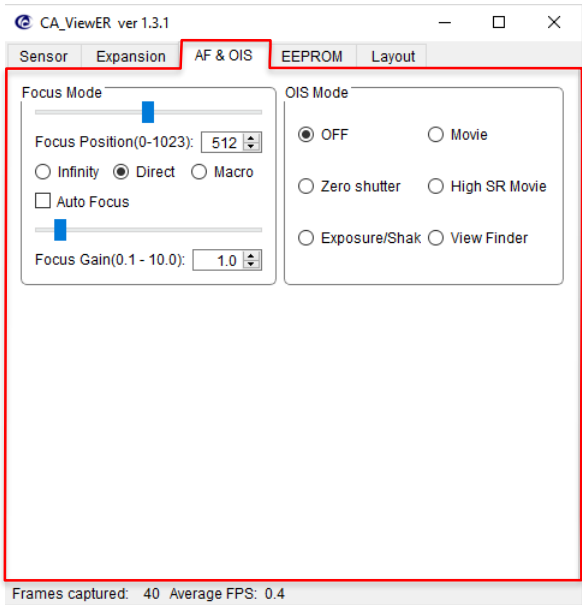 CA_ViewER ver 1.3.1
Sensor Expansion AF & OIS EEPROM Layout
Focus Mode
Focus Position(0-1023): 512
Infinity Direct Macro
Auto Focus
Focus Gain(0.1 - 10.0): 1.0
OIS Mode
OFF Movie
Zero shutter High SR Movie
Exposure/Shak View Finder
Frames captured: 40 Average FPS: 0.4